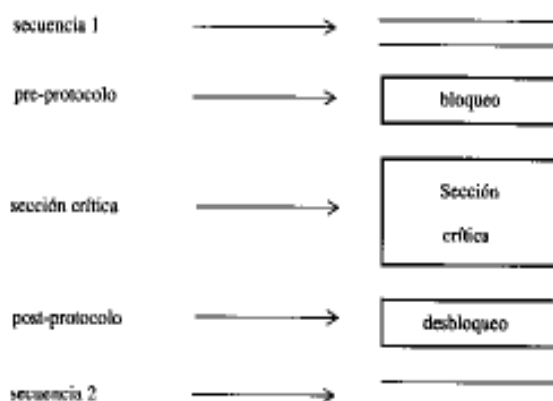 secuencia 1
pre-protocolo
bloqueo
sección crítica
Sección
crítica
post-protocolo
desbloqueo
secuencia 2